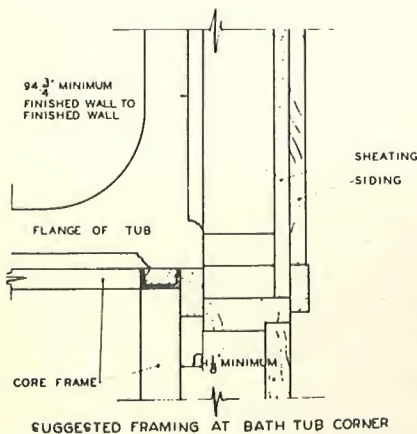 94 3/4" MINIMUM
FINISHED WALL TO
FINISHED WALL
SHEATING
SIDING
FLANGE OF TUB
1 1/8" MINIMUM
CORE FRAME
SUGGESTED FRAMING AT BATH TUB CORNER